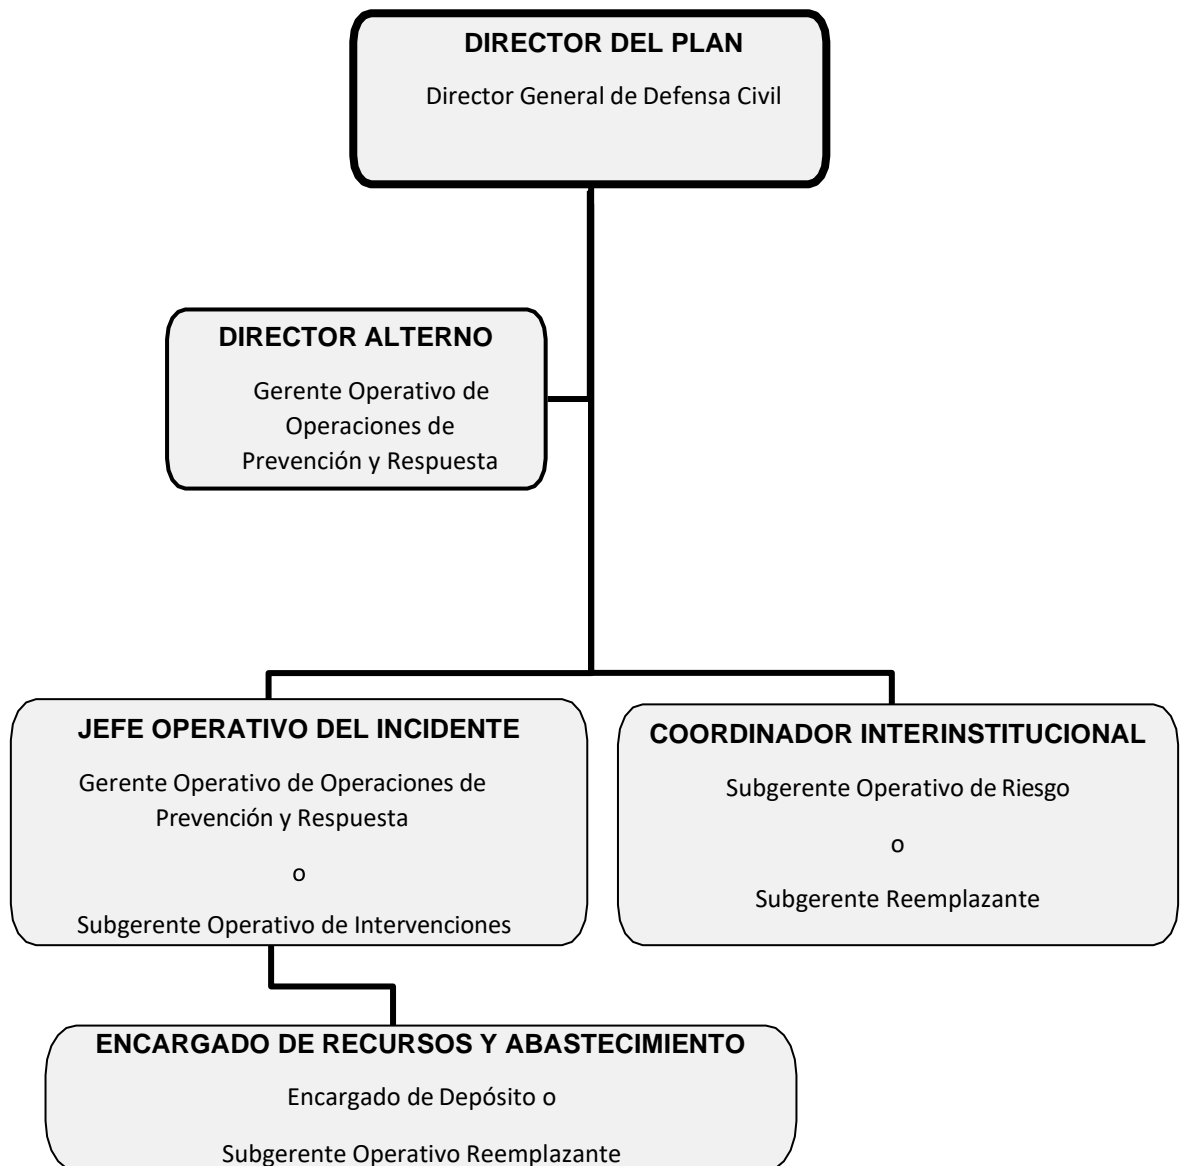 DIRECTOR DEL PLAN
Director General de Defensa Civil
DIRECTOR ALTERNO
Gerente Operativo de
Operaciones de
Prevención y Respuesta
JEFE OPERATIVO DEL INCIDENTE
Gerente Operativo de Operaciones de
Prevención y Respuesta
o
Subgerente Operativo de Intervenciones
COORDINADOR INTERINSTITUCIONAL
Subgerente Operativo de Riesgo
o
Subgerente Reemplazante
ENCARGADO DE RECURSOS Y ABASTECIMIENTO
Encargado de Depósito o
Subgerente Operativo Reemplazante